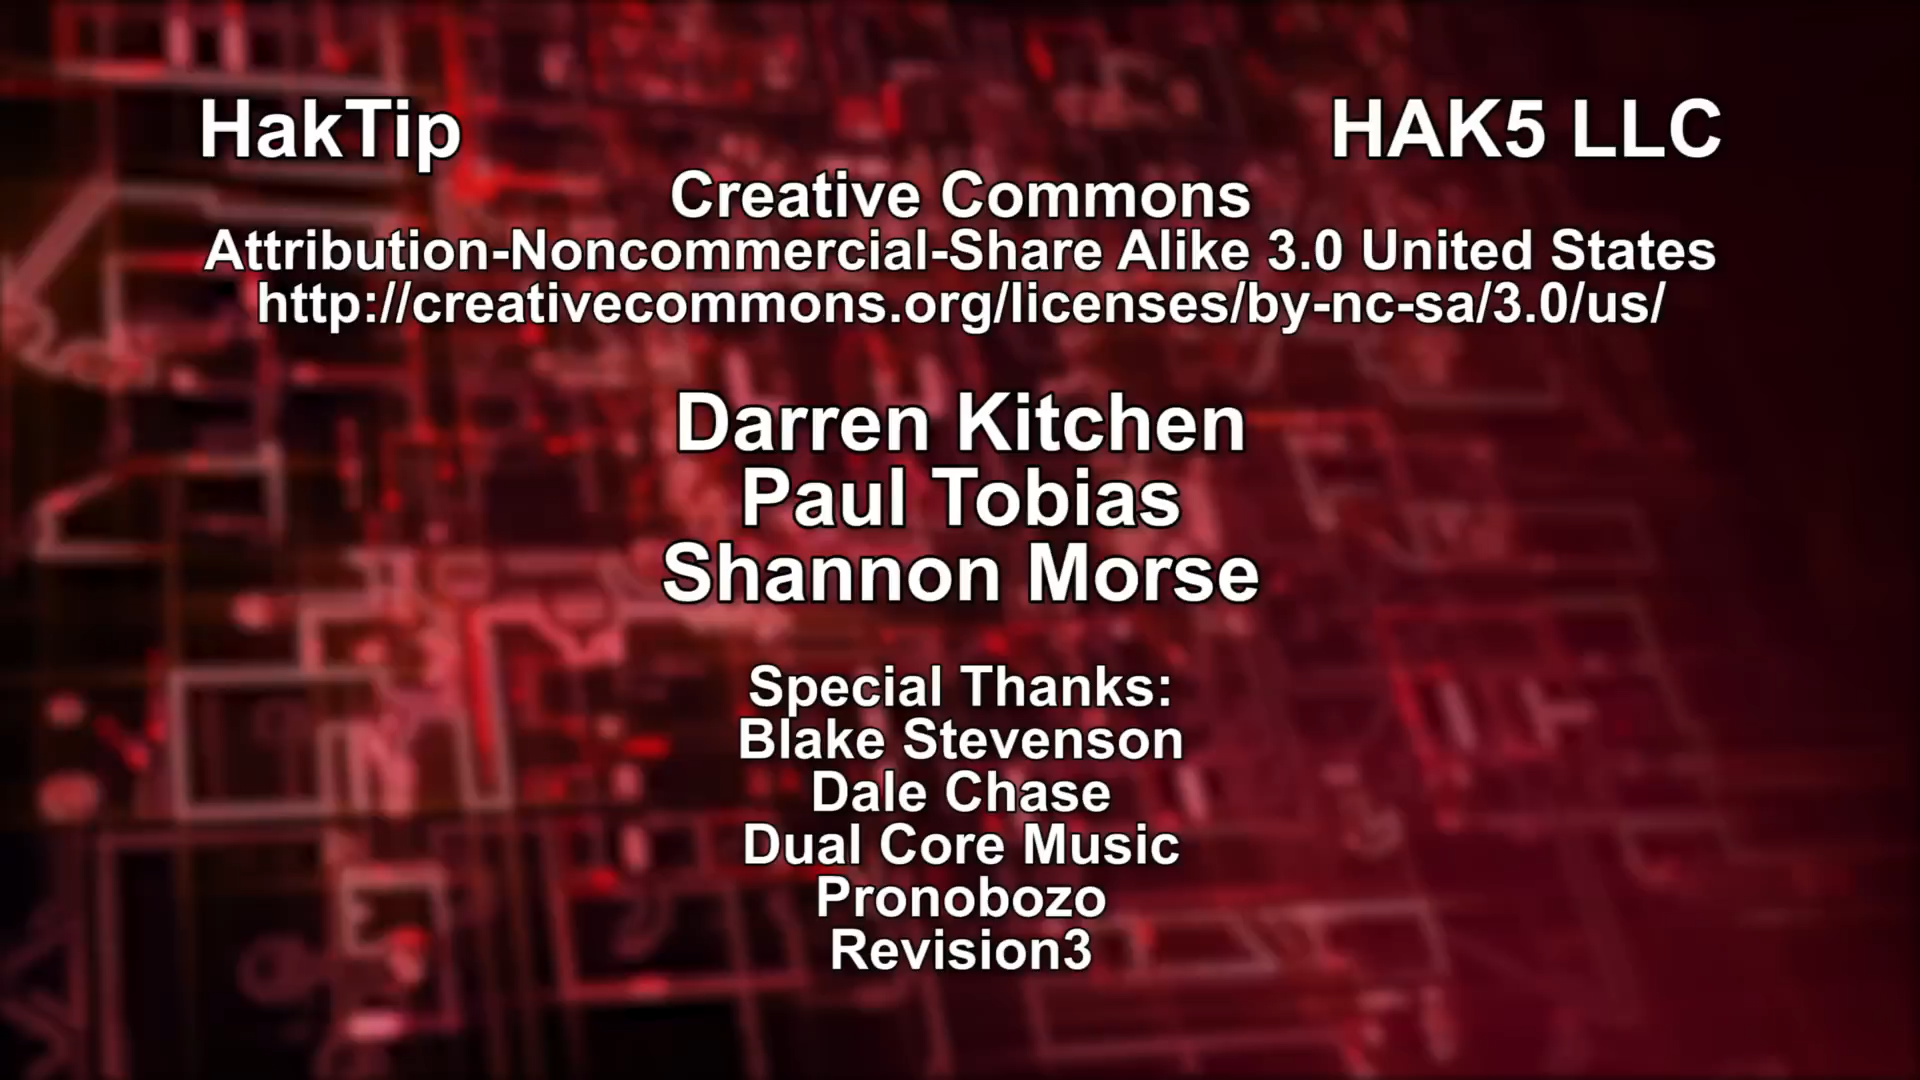 HakTip HAK5 LLC
Creative Commons
Attribution-Noncommercial-Share Alike 3.0 United States
http://creativecommons.org/licenses/by-nc-sa/3.0/us/
Darren Kitchen
Paul Tobias
Shannon Morse
Special Thanks:
Blake Stevenson
Dale Chase
Dual Core Music
Pronobozo
Revision3